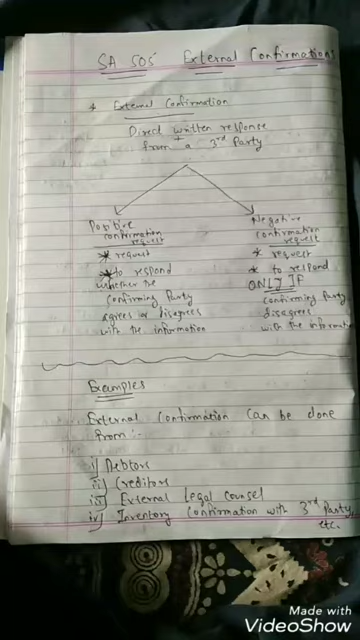 SA 505 External Confirmations
* External Confirmation
Direct written response
from a 3rd Party
Positive
confirmation
request
* request
* to respond
whether the
confirming Party
agrees or disagrees
with the information
Negative
confirmation
request
* request
* to respond
ONLY IF
confirming Party
disagrees
with the informati
Examples
External Confirmation can be done
from:-
i) Debtors
ii) Creditors
iii) External legal counsel
iv) Inventory confirmation with 3rd Party,
etc.
Made with
VideoShow